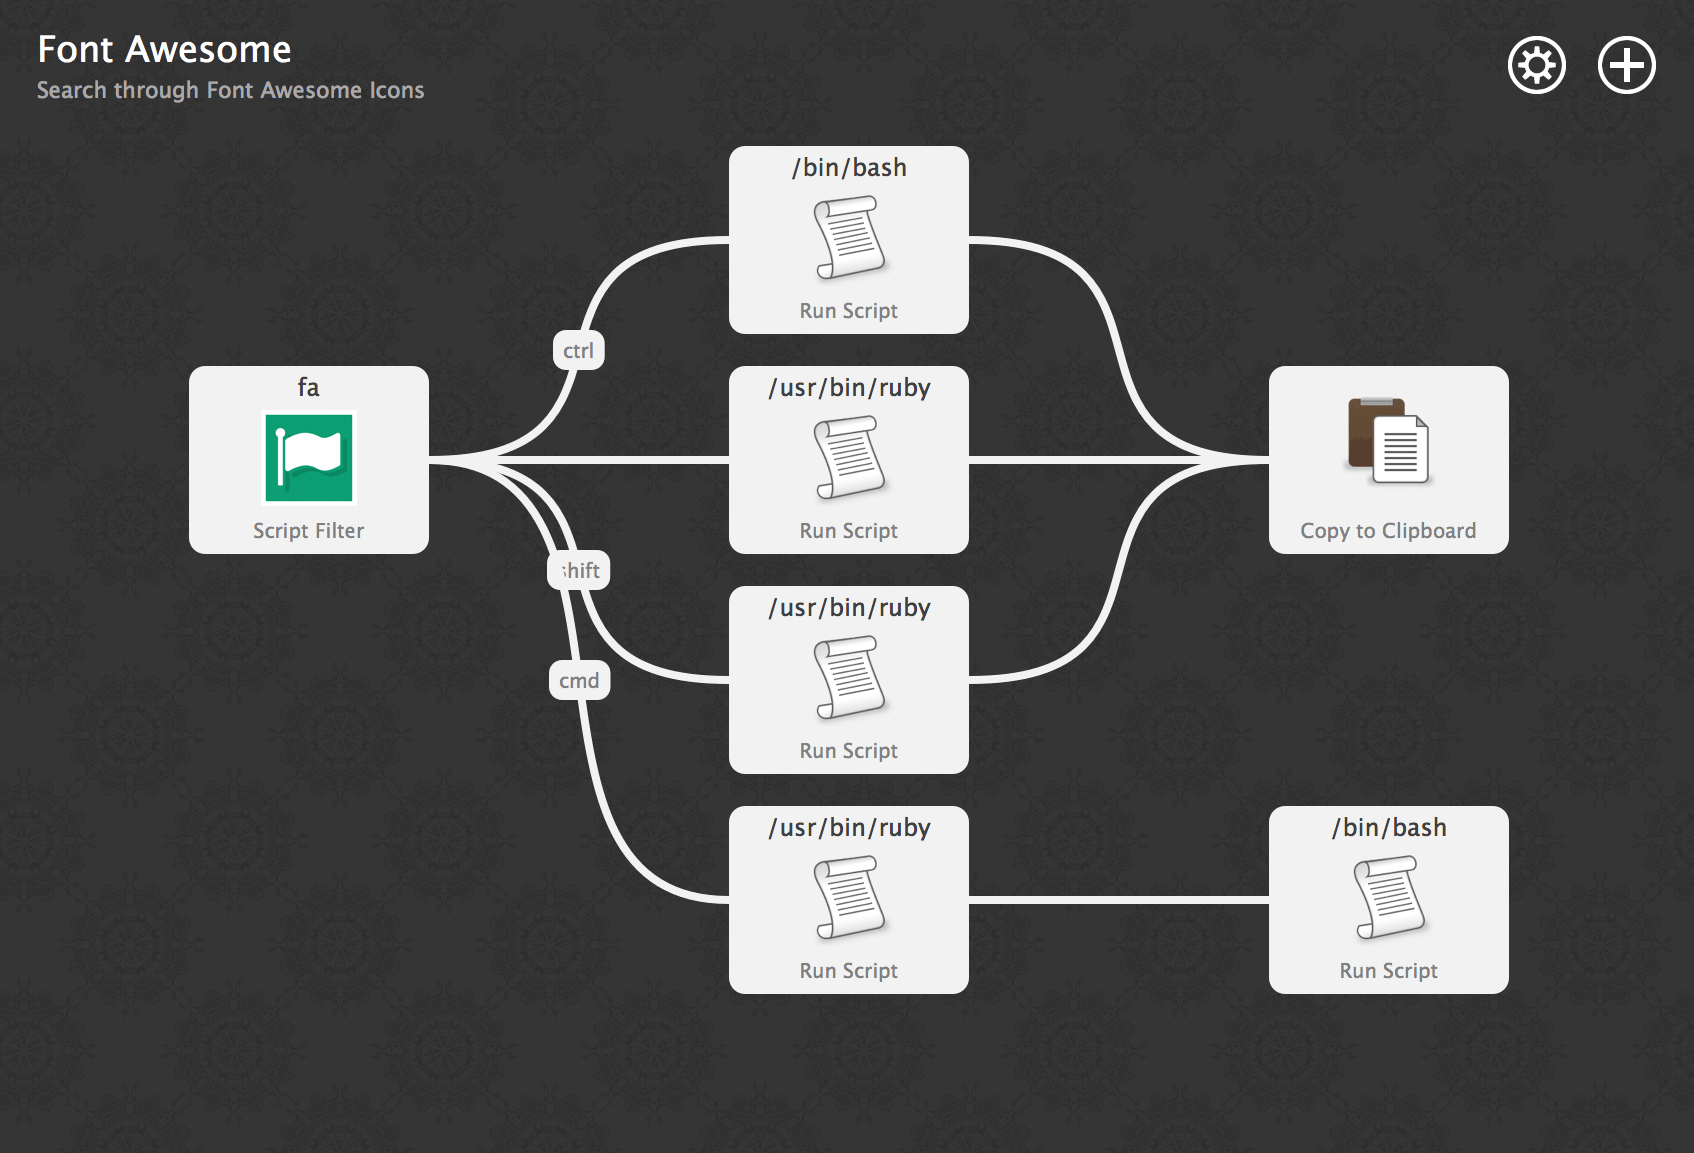 Font Awesome
Search through Font Awesome Icons
/bin/bash
Run Script
ctrl
fa
Script Filter
/usr/bin/ruby
Run Script
Copy to Clipboard
shift
/usr/bin/ruby
Run Script
cmd
/usr/bin/ruby
Run Script
/bin/bash
Run Script